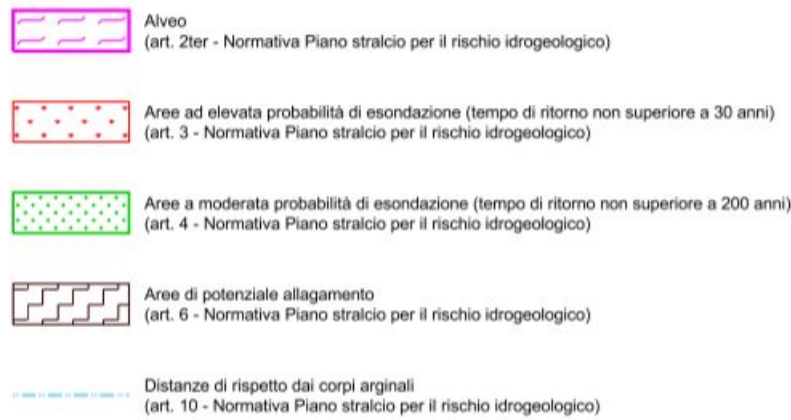 Alveo
(art. 2ter - Normativa Piano stralcio per il rischio idrogeologico)
Aree ad elevata probabilità di esondazione (tempo di ritorno non superiore a 30 anni)
(art. 3 - Normativa Piano stralcio per il rischio idrogeologico)
Aree a moderata probabilità di esondazione (tempo di ritorno non superiore a 200 anni)
(art. 4 - Normativa Piano stralcio per il rischio idrogeologico)
Aree di potenziale allagamento
(art. 6 - Normativa Piano stralcio per il rischio idrogeologico)
Distanze di rispetto dai corpi arginali
(art. 10 - Normativa Piano stralcio per il rischio idrogeologico)